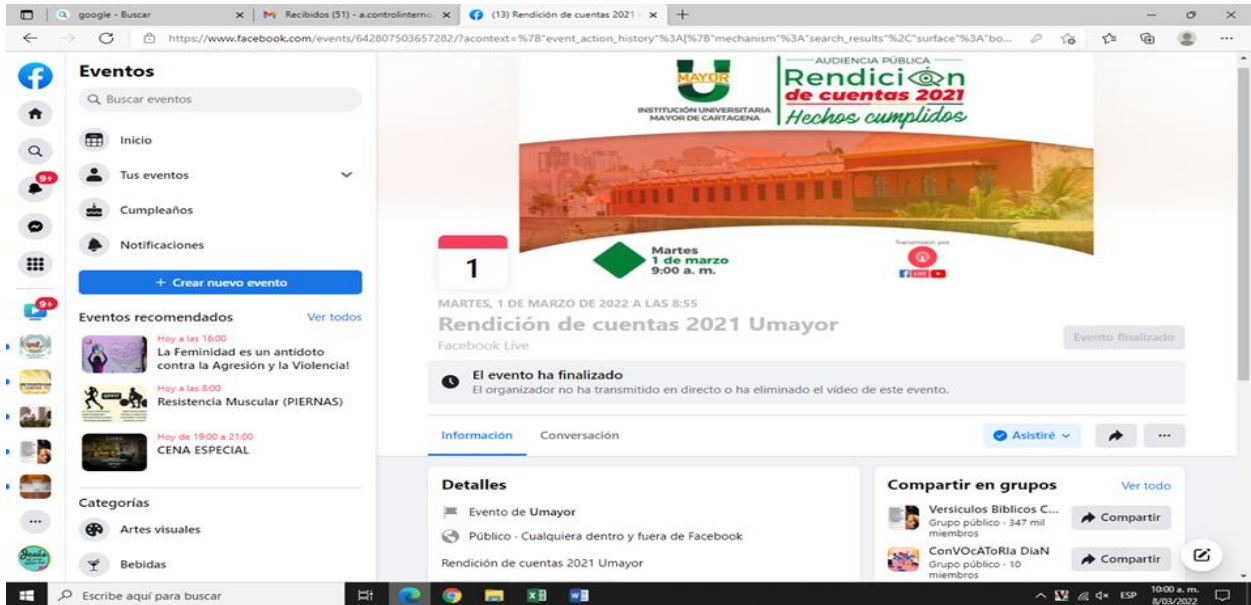 google - Buscar
Recibidos (51) - a.controlinterno.
(13) Rendición de cuentas 2021
https://www.facebook.com/events/642807503657282/?acontext=%7B"event_action_history"%3A[%7B"mechanism"%3A"search_results"%2C"surface"%3A"bo...
Eventos
Buscar eventos
Inicio
Tus eventos
Cumpleaños
Notificaciones
+ Crear nuevo evento
Eventos recomendados
Ver todos
Hoy a las 16:00
La Feminidad es un antídoto
contra la Agresión y la Violencia!
Hoy a las 8:00
Resistencia Muscular (PIERNAS)
Hoy de 19:00 a 21:00
CENA ESPECIAL
Categorías
Artes visuales
Bebidas
9+
9+
MAYOR
INSTITUCIÓN UNIVERSITARIA
MAYOR DE CARTAGENA
AUDIENCIA PÚBLICA
Rendición
de cuentas 2021
Hechos cumplidos
Martes
1 de marzo
9:00 a. m.
Transmisión por
LIVE
1
MARTES, 1 DE MARZO DE 2022 A LAS 8:55
Rendición de cuentas 2021 Umayor
Facebook Live
Evento finalizado
El evento ha finalizado
El organizador no ha transmitido en directo o ha eliminado el vídeo de este evento.
Información
Conversación
Asistiré
Detalles
Evento de Umayor
Público · Cualquiera dentro y fuera de Facebook
Rendición de cuentas 2021 Umayor
Compartir en grupos
Ver todo
Versiculos Biblicos C...
Grupo público · 347 mil
miembros
Compartir
ConVOcAToRIa DiaN
Grupo público · 10
miembros
Compartir
Escribe aquí para buscar
ESP
10:00 a. m.
8/03/2022